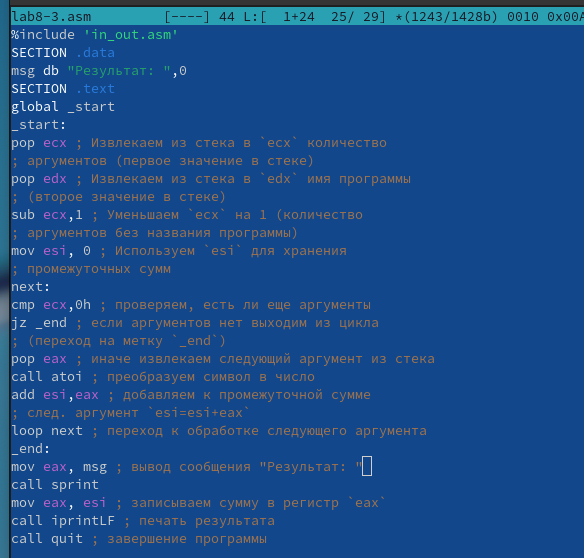 lab8-3.asm [----] 44 L:[ 1+24 25/ 29] *(1243/1428b) 0010 0x00A
%include 'in_out.asm'
SECTION .data
msg db "Результат: ",0
SECTION .text
global _start
_start:
pop ecx ; Извлекаем из стека в `ecx` количество
; аргументов (первое значение в стеке)
pop edx ; Извлекаем из стека в `edx` имя программы
; (второе значение в стеке)
sub ecx,1 ; Уменьшаем `ecx` на 1 (количество
; аргументов без названия программы)
mov esi, 0 ; Используем `esi` для хранения
; промежуточных сумм
next:
cmp ecx,0h ; проверяем, есть ли еще аргументы
jz _end ; если аргументов нет выходим из цикла
; (переход на метку `_end`)
pop eax ; иначе извлекаем следующий аргумент из стека
call atoi ; преобразуем символ в число
add esi,eax ; добавляем к промежуточной сумме
; след. аргумент `esi=esi+eax`
loop next ; переход к обработке следующего аргумента
_end:
mov eax, msg ; вывод сообщения "Результат: "
call sprint
mov eax, esi ; записываем сумму в регистр `eax`
call iprintLF ; печать результата
call quit ; завершение программы